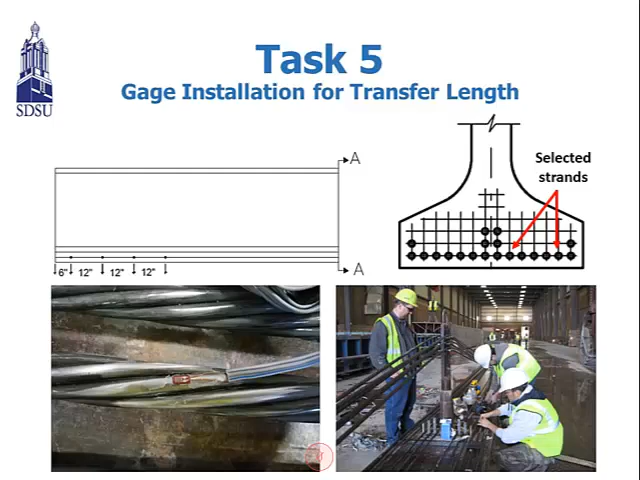 Task 5
Gage Installation for Transfer Length
SDSU
A
Selected
strands
6" 12" 12" 12"
A